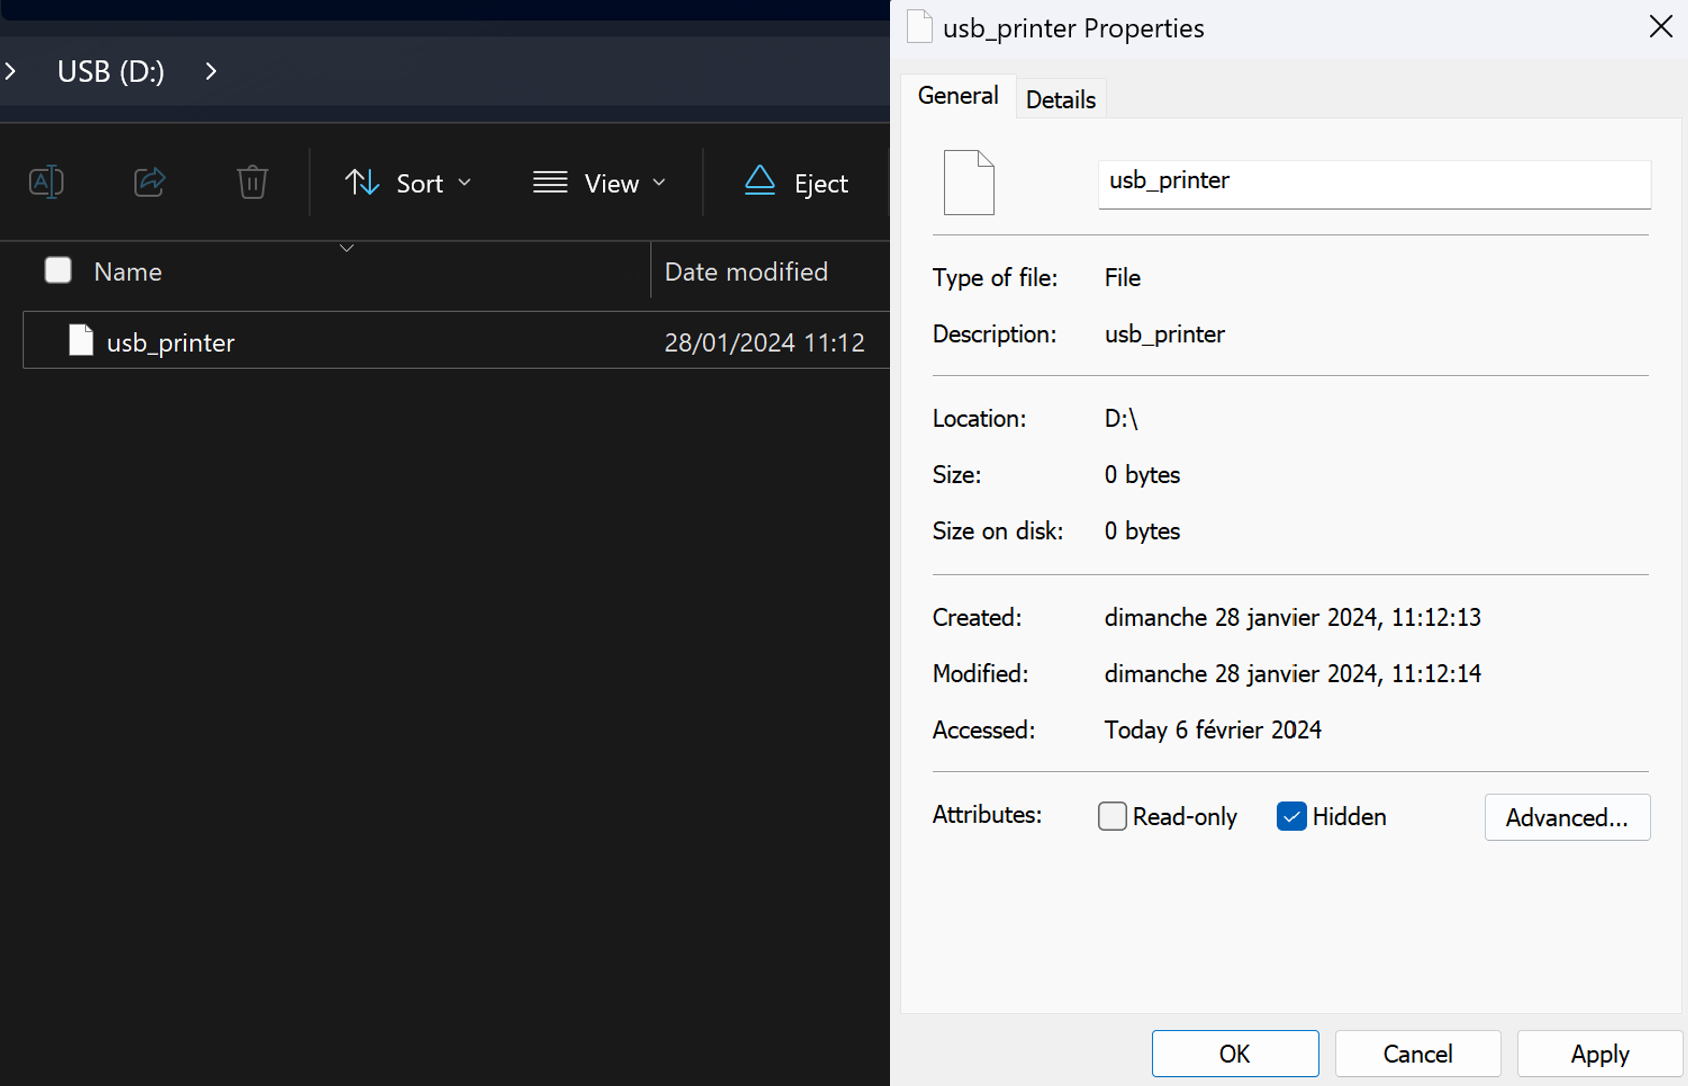 USB (D:)
Sort
View
Eject
Name
Date modified
usb_printer
28/01/2024 11:12
usb_printer Properties
General
Details
usb_printer
Type of file: File
Description: usb_printer
Location: D:\
Size: 0 bytes
Size on disk: 0 bytes
Created: dimanche 28 janvier 2024, 11:12:13
Modified: dimanche 28 janvier 2024, 11:12:14
Accessed: Today 6 février 2024
Attributes: Read-only Hidden Advanced...
OK Cancel Apply